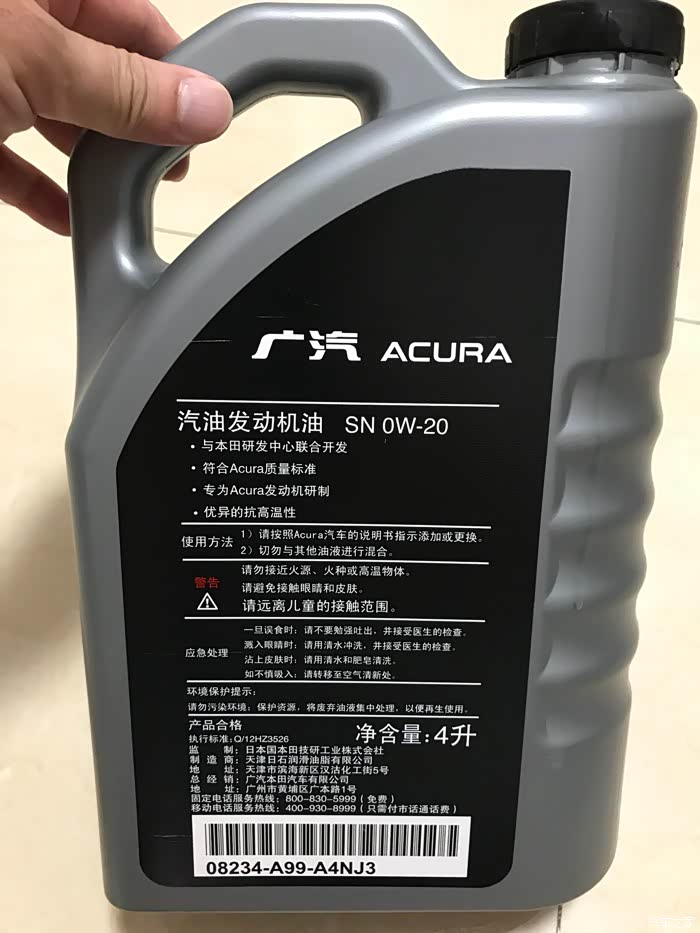 广汽 ACURA
汽油发动机油 SN 0W-20
• 与本田研发中心联合开发
• 符合Acura质量标准
• 专为Acura发动机研制
• 优异的抗高温性
使用方法
1）请按照Acura汽车的说明书指示添加或更换。
2）切勿与其他油液进行混合。
警告
请勿接近火源、火种或高温物体。
请避免接触眼睛和皮肤。
请远离儿童的接触范围。
应急处理
一旦误食时：请不要勉强吐出，并接受医生的检查。
溅入眼睛时：请用清水冲洗，并接受医生的检查。
沾上皮肤时：请用清水和肥皂清洗。
如不慎吸入：请转移至空气清新处。
环境保护提示：
请勿污染环境；保护资源，将废弃油液集中处理，以便再生使用。
产品合格
净含量：4升
执行标准：Q/12HZ3526
监 制：日本国本田技研工业株式会社
制 造 商：天津日石润滑油脂有限公司
地 址：天津市滨海新区汉沽化工街5号
总 经 销：广汽本田汽车有限公司
地 址：广州市黄埔区广本路1号
固定电话服务热线：800-830-5999（免费）
移动电话服务热线：400-930-8999（只需付市话通话费）
08234-A99-A4NJ3
汽车之家